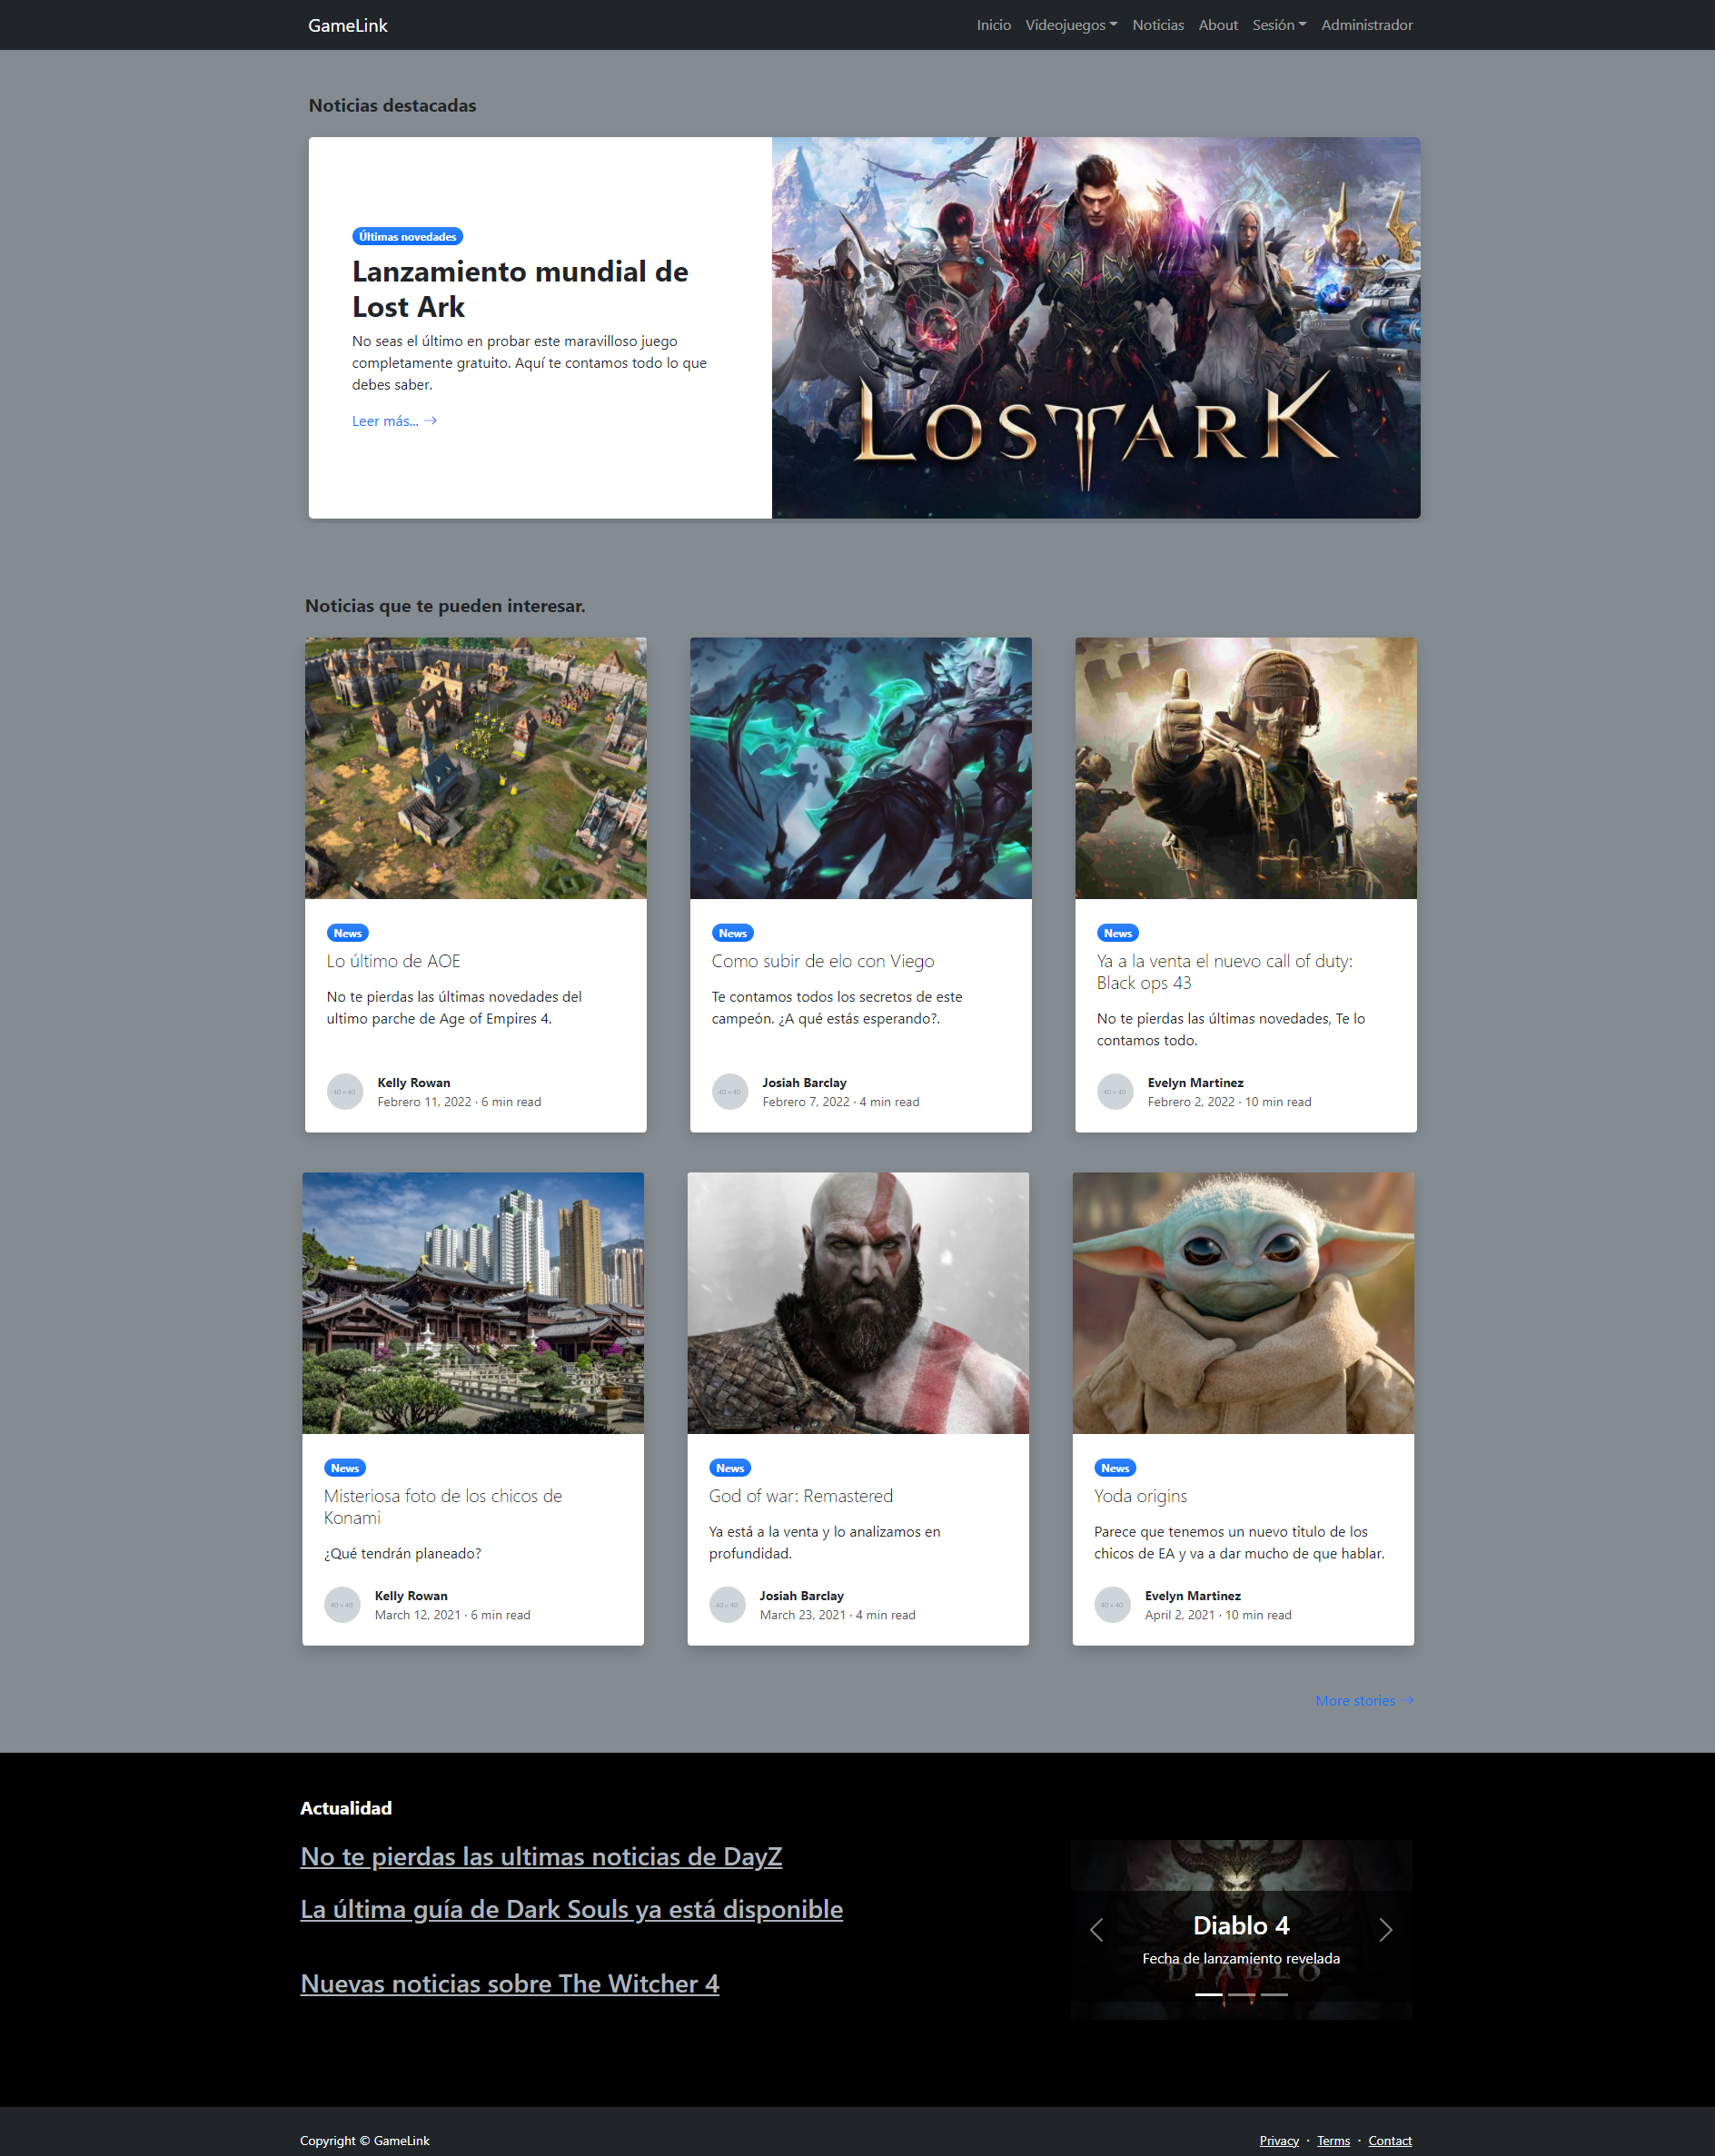 GameLink
Inicio Videojuegos Noticias About Sesión Administrador
Noticias destacadas
Últimas novedades
Lanzamiento mundial de
Lost Ark
No seas el último en probar este maravilloso juego
completamente gratuito. Aquí te contamos todo lo que
debes saber.
Leer más... →
LOST ARK
Noticias que te pueden interesar.
News
Lo último de AOE
No te pierdas las últimas novedades del
ultimo parche de Age of Empires 4.
40 × 40
Kelly Rowan
Febrero 11, 2022 · 6 min read
News
Como subir de elo con Viego
Te contamos todos los secretos de este
campeón. ¿A qué estás esperando?.
40 × 40
Josiah Barclay
Febrero 7, 2022 · 4 min read
News
Ya a la venta el nuevo call of duty:
Black ops 43
No te pierdas las últimas novedades, Te lo
contamos todo.
40 × 40
Evelyn Martinez
Febrero 2, 2022 · 10 min read
News
Misteriosa foto de los chicos de
Konami
¿Qué tendrán planeado?
40 × 40
Kelly Rowan
March 12, 2021 · 6 min read
News
God of war: Remastered
Ya está a la venta y lo analizamos en
profundidad.
40 × 40
Josiah Barclay
March 23, 2021 · 4 min read
News
Yoda origins
Parece que tenemos un nuevo titulo de los
chicos de EA y va a dar mucho de que hablar.
40 × 40
Evelyn Martinez
April 2, 2021 · 10 min read
More stories →
Actualidad
No te pierdas las ultimas noticias de DayZ
La última guía de Dark Souls ya está disponible
Nuevas noticias sobre The Witcher 4
Diablo 4
Fecha de lanzamiento revelada
DIABLO
Copyright © GameLink
Privacy · Terms · Contact